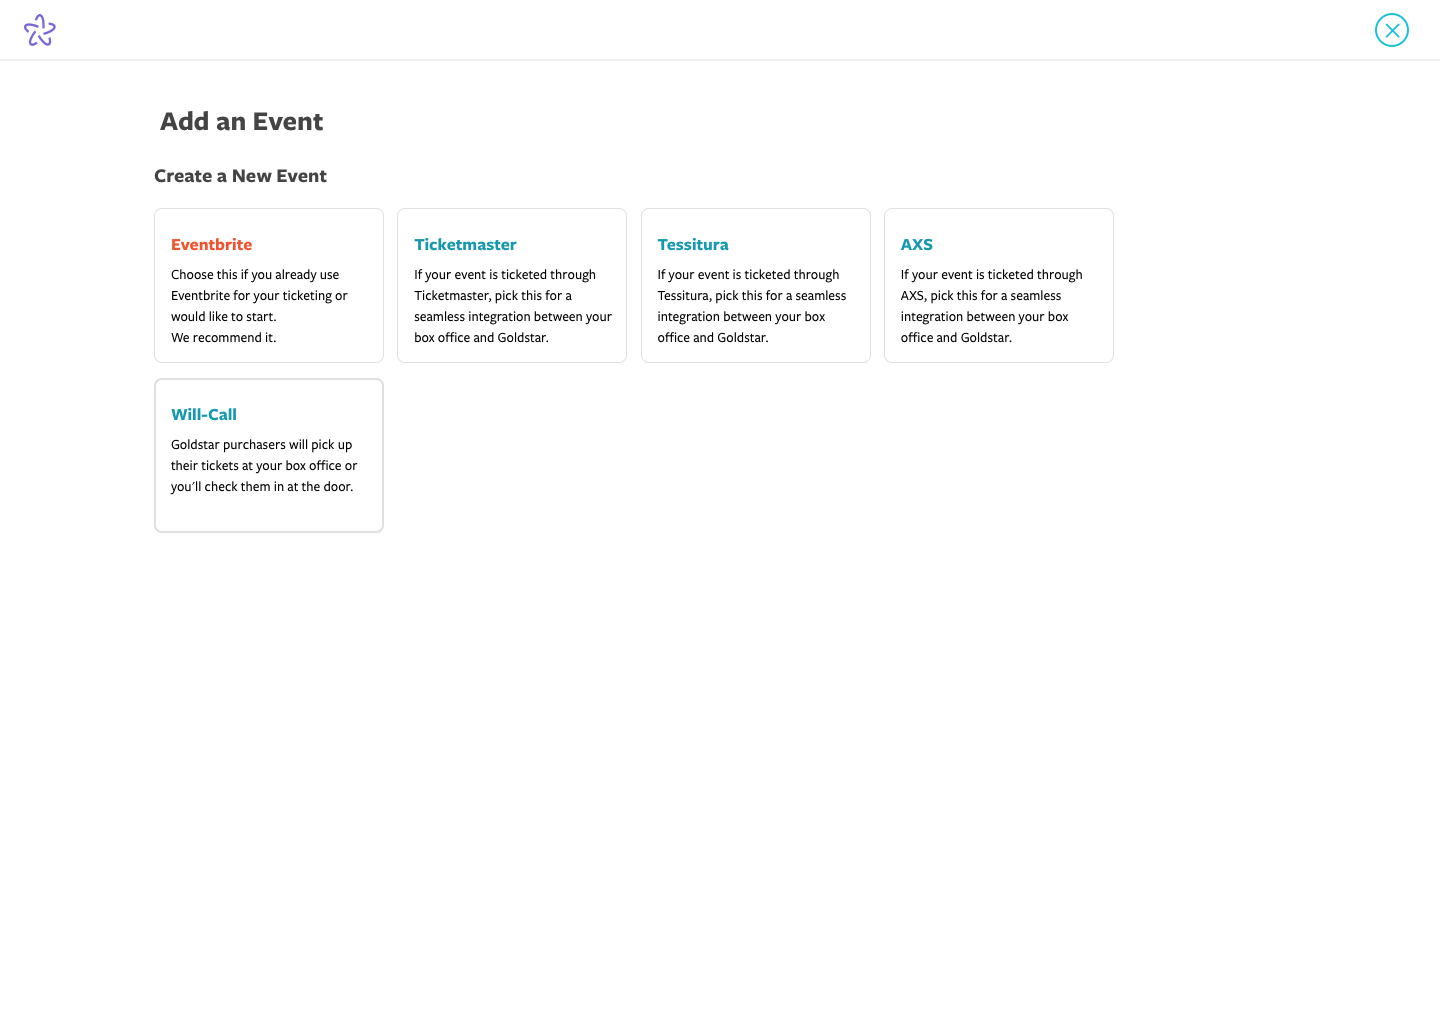 Add an Event
Create a New Event
Eventbrite
Choose this if you already use
Eventbrite for your ticketing or
would like to start.
We recommend it.
Ticketmaster
If your event is ticketed through
Ticketmaster, pick this for a
seamless integration between your
box office and Goldstar.
Tessitura
If your event is ticketed through
Tessitura, pick this for a seamless
integration between your box
office and Goldstar.
AXS
If your event is ticketed through
AXS, pick this for a seamless
integration between your box
office and Goldstar.
Will-Call
Goldstar purchasers will pick up
their tickets at your box office or
you'll check them in at the door.